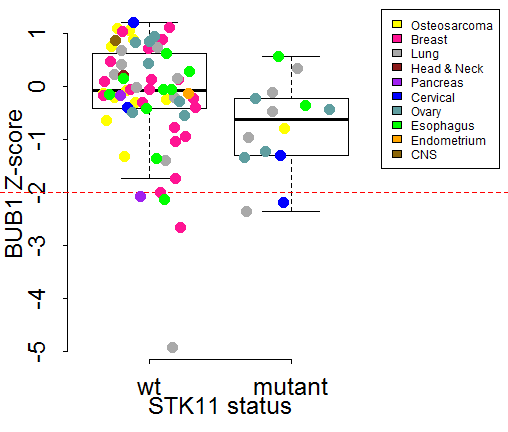 BUB1 Z-score
1
0
-1
-2
-3
-4
-5
wt
mutant
STK11 status
Osteosarcoma
Breast
Lung
Head & Neck
Pancreas
Cervical
Ovary
Esophagus
Endometrium
CNS